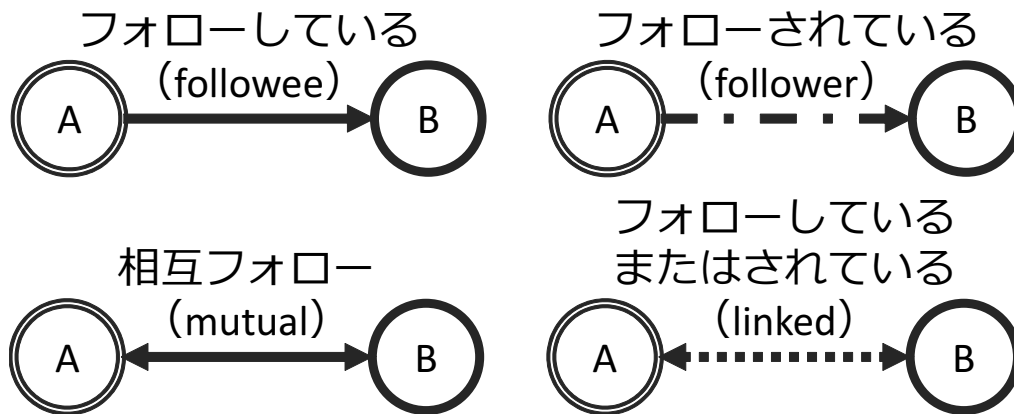 フォローしている
(followee)
A
B
フォローされている
(follower)
A
B
相互フォロー
(mutual)
A
B
フォローしている
またはされている
(linked)
A
B